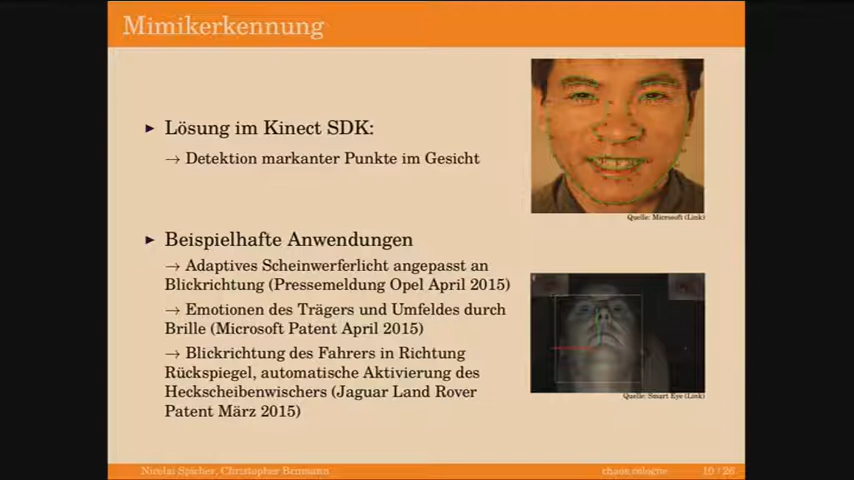 Mimikerkennung
► Lösung im Kinect SDK:
→ Detektion markanter Punkte im Gesicht
Quelle: Microsoft (Link)
► Beispielhafte Anwendungen
→ Adaptives Scheinwerferlicht angepasst an
Blickrichtung (Pressemeldung Opel April 2015)
→ Emotionen des Trägers und Umfeldes durch
Brille (Microsoft Patent April 2015)
→ Blickrichtung des Fahrers in Richtung
Rückspiegel, automatische Aktivierung des
Heckscheibenwischers (Jaguar Land Rover
Patent März 2015)
Quelle: Smart Eye (Link)
Nicolai Spicher, Christopher
chaos.cologne
10 / 26